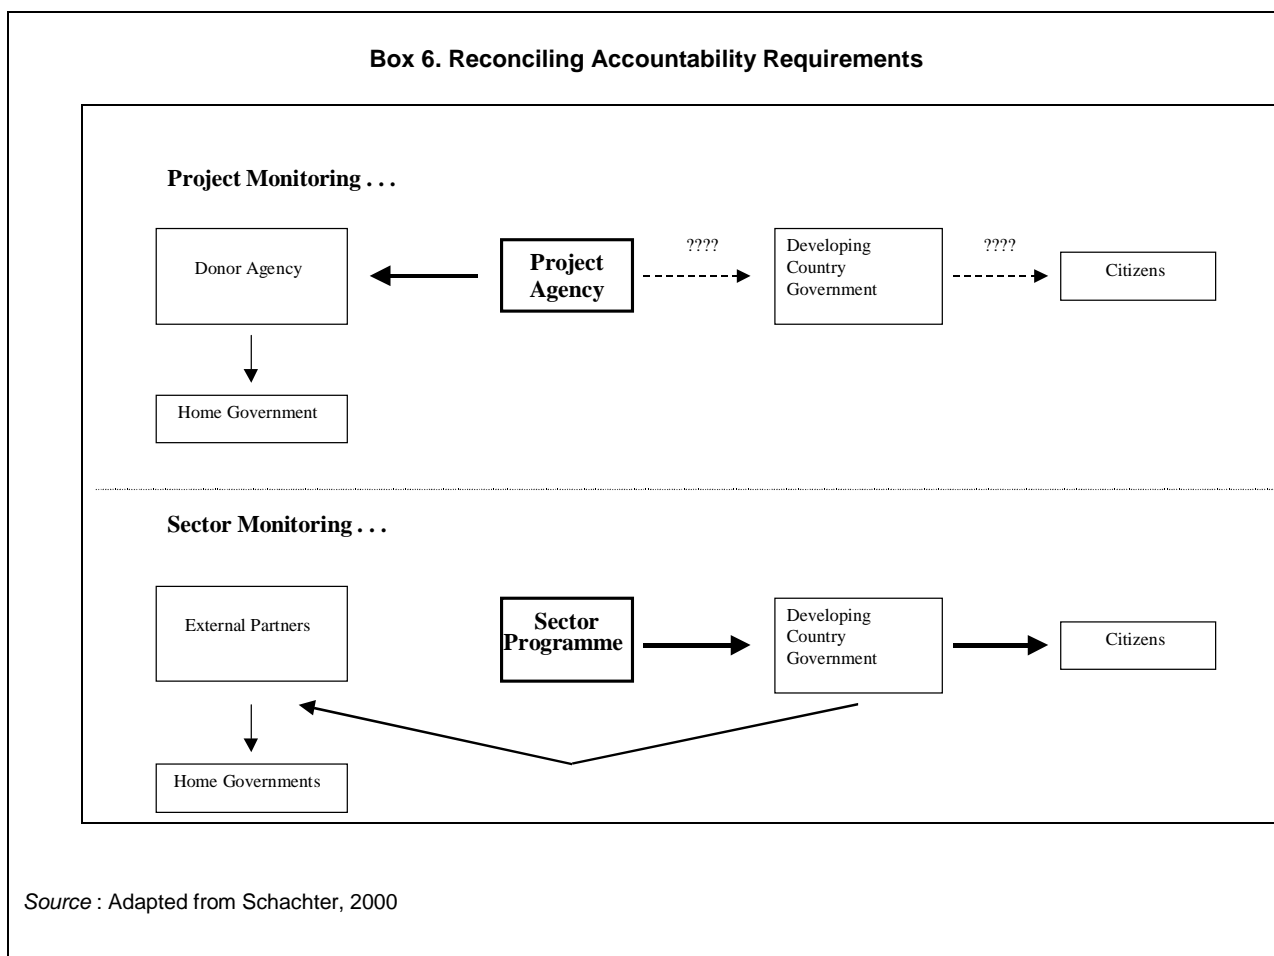 Box 6. Reconciling Accountability Requirements
Project Monitoring . . .
Donor Agency
Project
Agency
????
Developing
Country
Government
????
Citizens
Home Government
Sector Monitoring . . .
External Partners
Sector
Programme
Developing
Country
Government
Citizens
Home Governments
Source : Adapted from Schachter, 2000